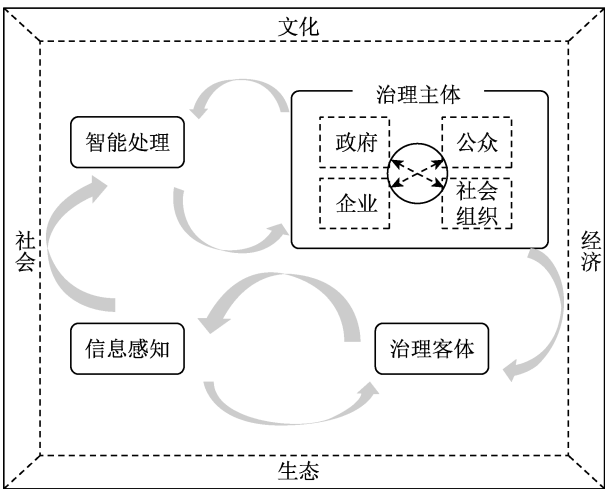 文化
治理主体
智能处理
政府
公众
企业
社会
组织
社会
经济
信息感知
治理客体
生态